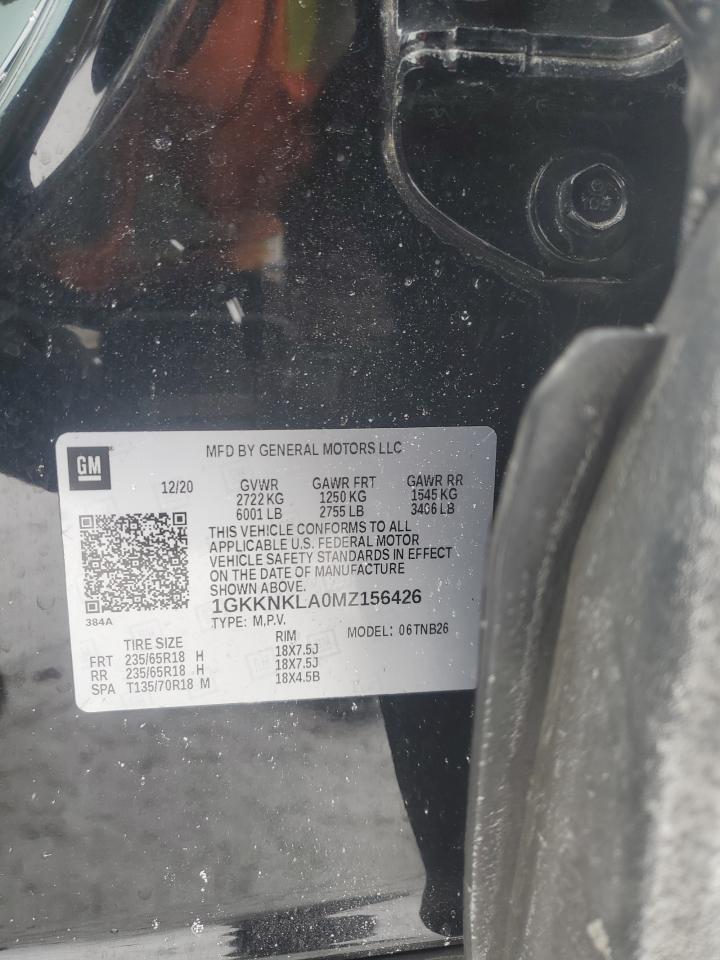 GM
MFD BY GENERAL MOTORS LLC
12/20
GVWR GAWR FRT GAWR RR
2722 KG 1250 KG 1545 KG
6001 LB 2755 LB 3406 LB
THIS VEHICLE CONFORMS TO ALL
APPLICABLE U.S. FEDERAL MOTOR
VEHICLE SAFETY STANDARDS IN EFFECT
ON THE DATE OF MANUFACTURE
SHOWN ABOVE.
384A
1GKKNKLA0MZ156426
TYPE: M.P.V. MODEL: 06TNB26
TIRE SIZE RIM
FRT 235/65R18 H 18X7.5J
RR 235/65R18 H 18X7.5J
SPA T135/70R18 M 18X4.5B